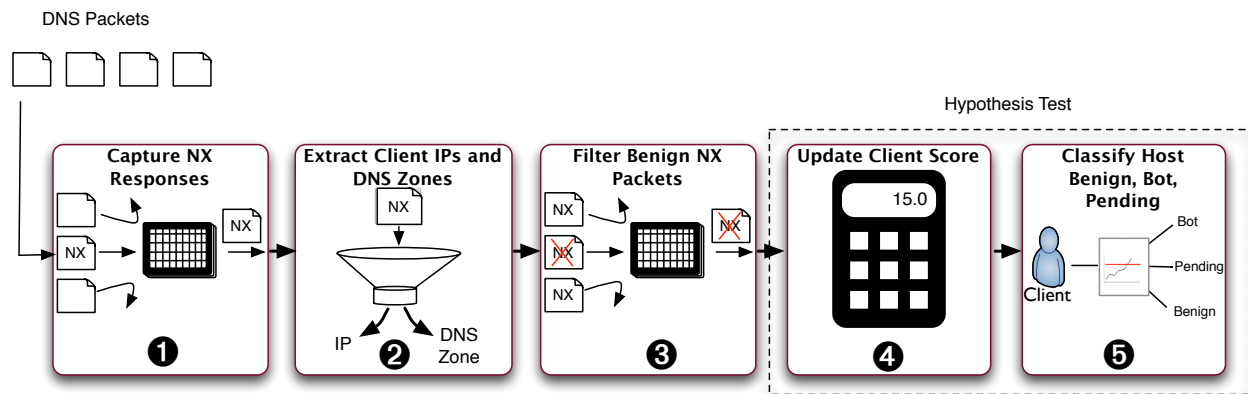 DNS Packets
Hypothesis Test
Capture NX
Responses
NX
NX
1
Extract Client IPs and
DNS Zones
NX
IP
DNS
Zone
2
Filter Benign NX
Packets
NX
NX
NX
NX
3
Update Client Score
15.0
4
Classify Host
Benign, Bot,
Pending
Client
Bot
Pending
Benign
5